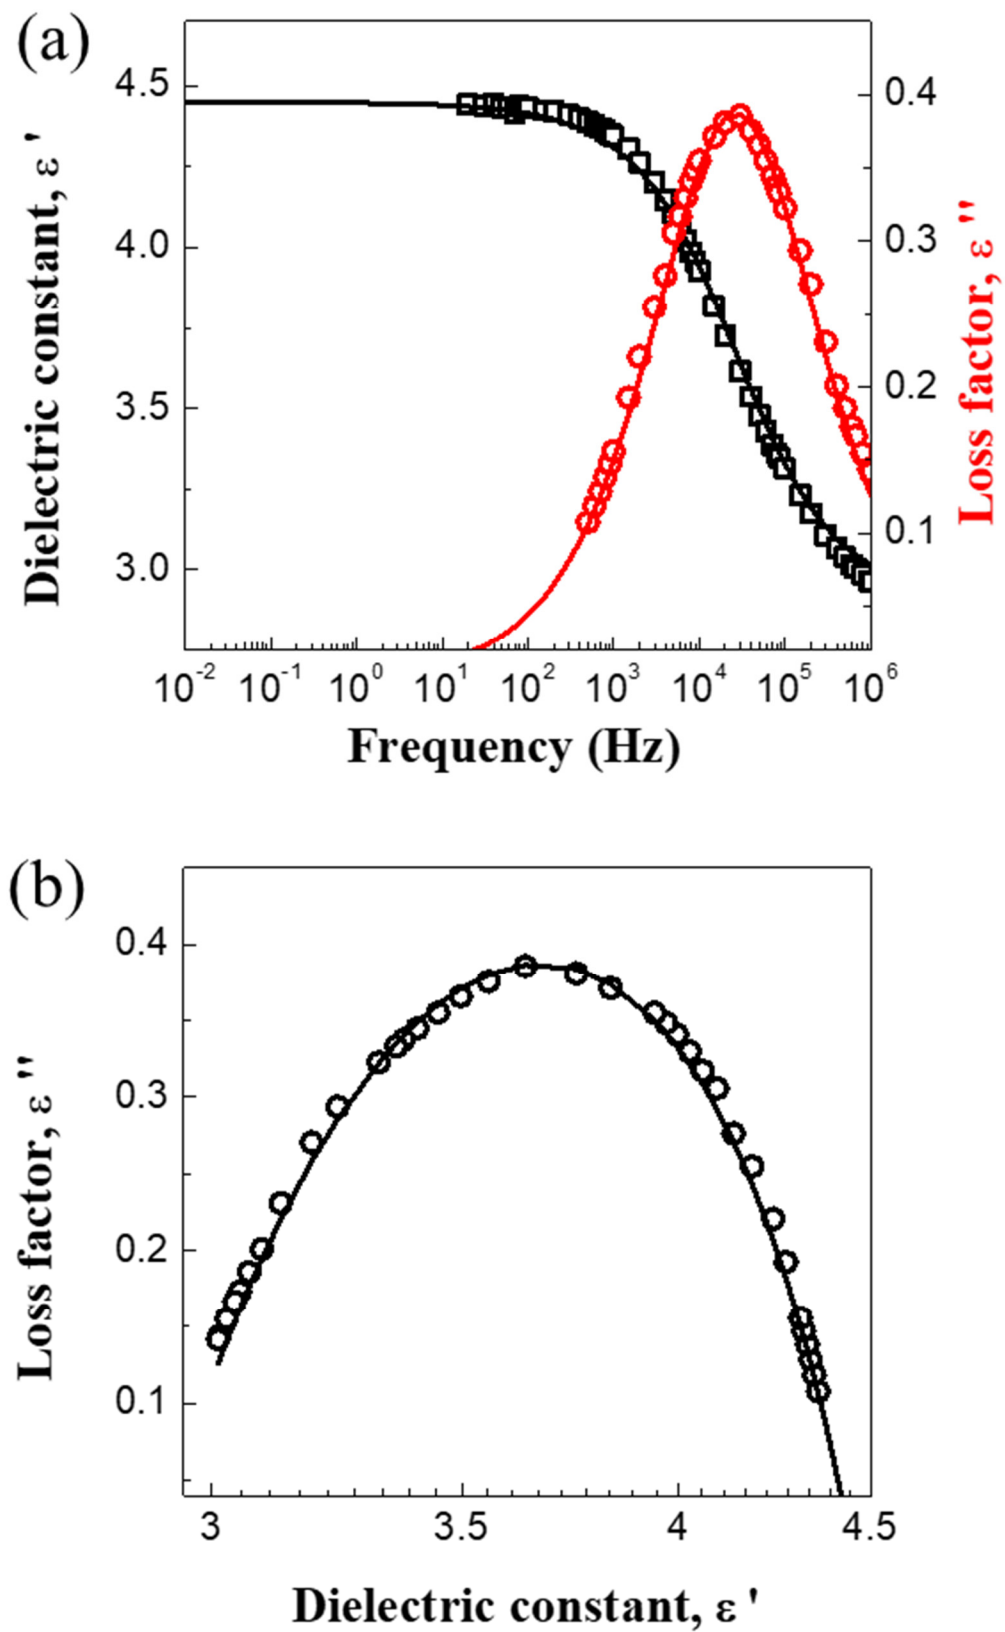 (a)
Dielectric constant, ε'
4.5
4.0
3.5
3.0
0.4
0.3
0.2
0.1
Loss factor, ε''
10⁻² 10⁻¹ 10⁰ 10¹ 10² 10³ 10⁴ 10⁵ 10⁶
Frequency (Hz)
(b)
Loss factor, ε''
0.4
0.3
0.2
0.1
3 3.5 4 4.5
Dielectric constant, ε'